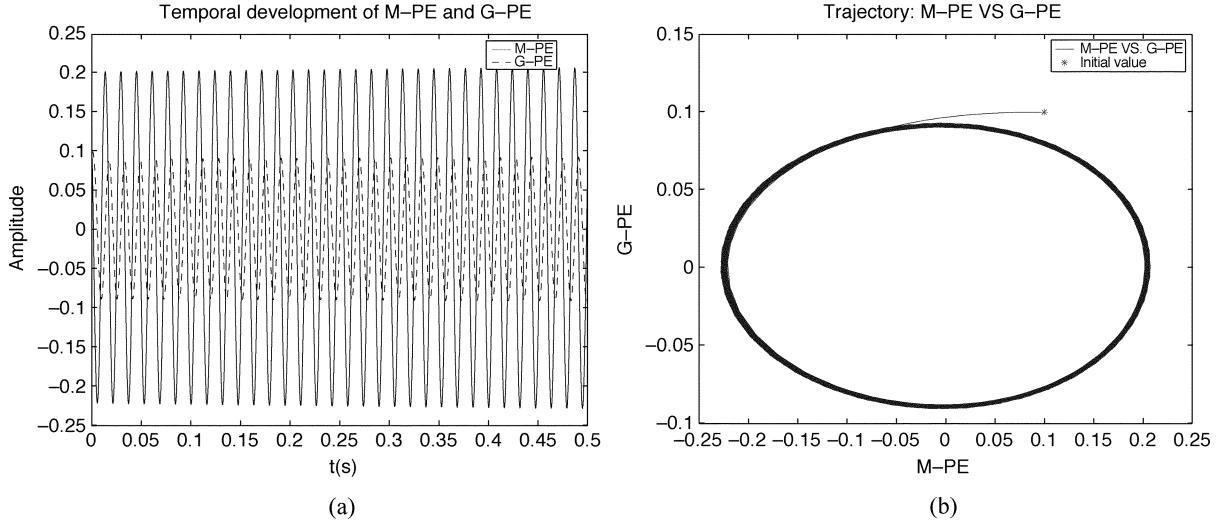 Temporal development of M–PE and G–PE
0.25
0.2
0.15
0.1
0.05
0
−0.05
−0.1
−0.15
−0.2
−0.25
Amplitude
M–PE
G–PE
0 0.05 0.1 0.15 0.2 0.25 0.3 0.35 0.4 0.45 0.5
t(s)
(a)
Trajectory: M–PE VS G–PE
0.15
0.1
0.05
0
−0.05
−0.1
G–PE
M–PE VS. G–PE
Initial value
−0.25 −0.2 −0.15 −0.1 −0.05 0 0.05 0.1 0.15 0.2 0.25
M–PE
(b)